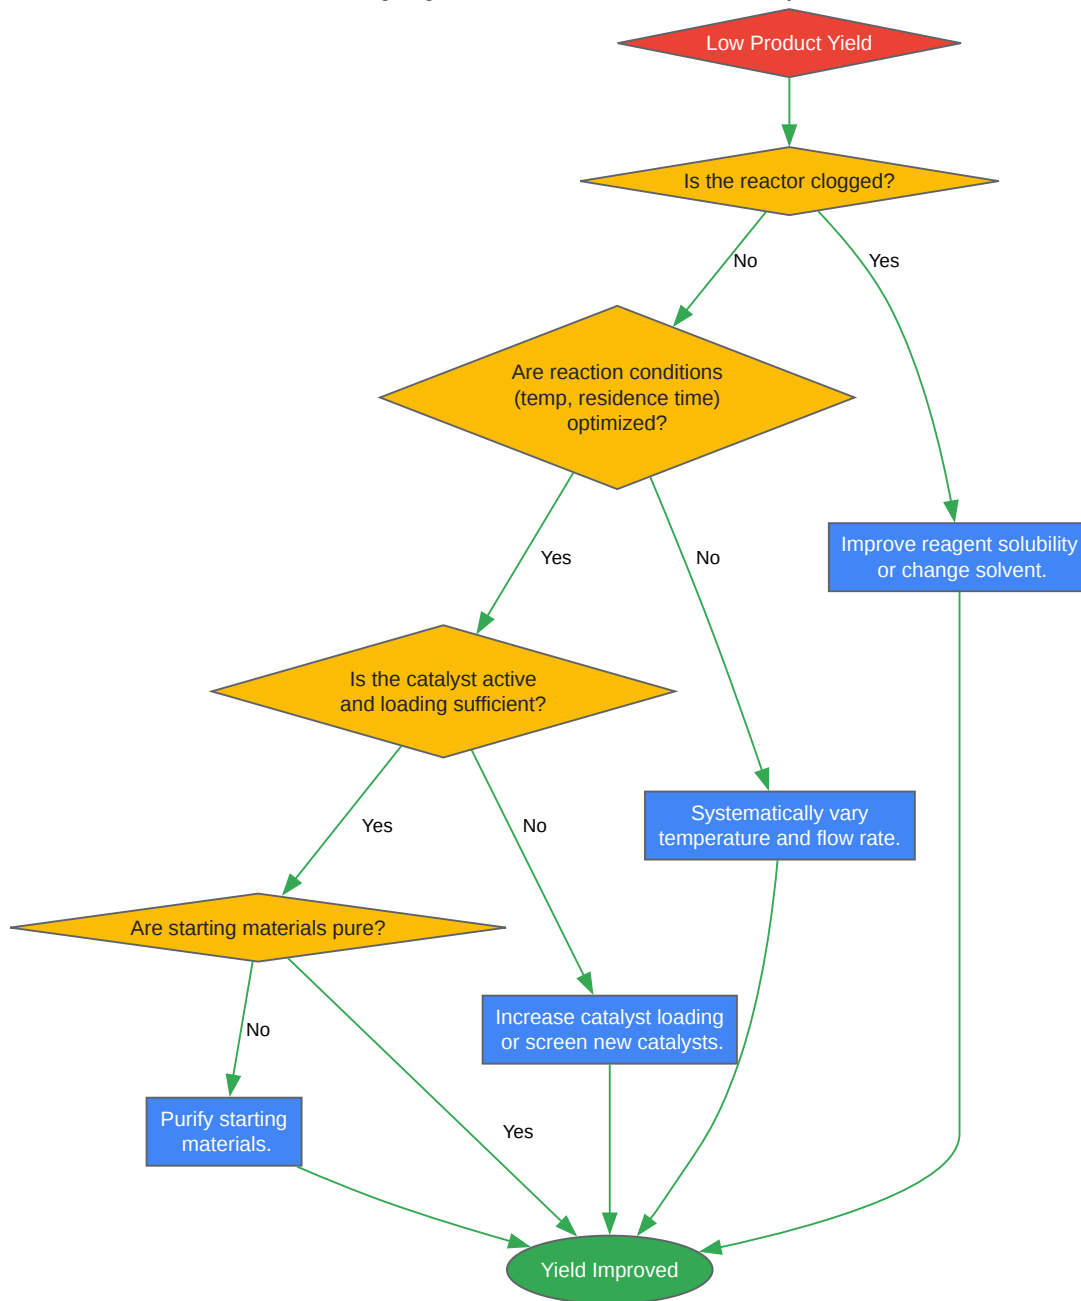 Low Product Yield
Is the reactor clogged?
No
Yes
Are reaction conditions
(temp, residence time)
optimized?
Improve reagent solubility
or change solvent.
Yes
No
Is the catalyst active
and loading sufficient?
Systematically vary
temperature and flow rate.
Yes
No
Are starting materials pure?
Increase catalyst loading
or screen new catalysts.
No
Purify starting
materials.
Yes
Yield Improved